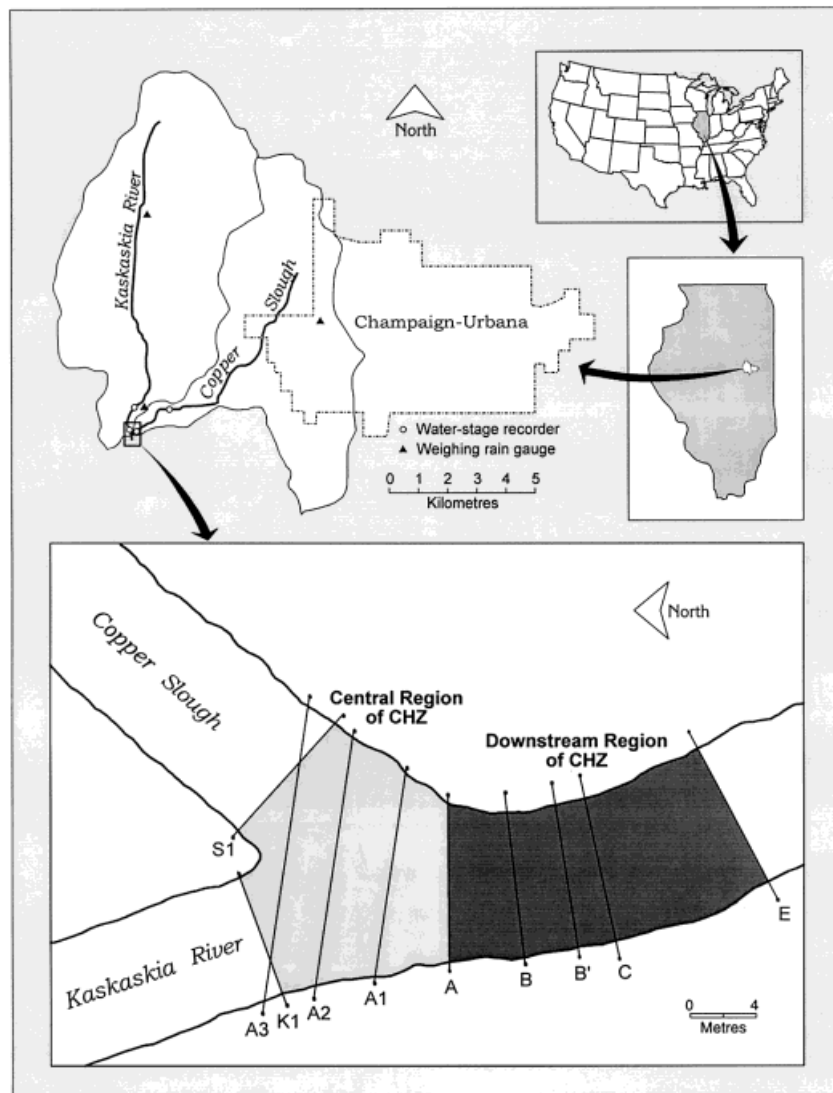 North
Kaskaskia River
Copper Slough
Champaign-Urbana
Water-stage recorder
Weighing rain gauge
0 1 2 3 4 5
Kilometres
Copper Slough
North
Central Region
of CHZ
Downstream Region
of CHZ
S1
Kaskaskia River
A3
K1
A2
A1
A
B
B'
C
E
0 4
Metres